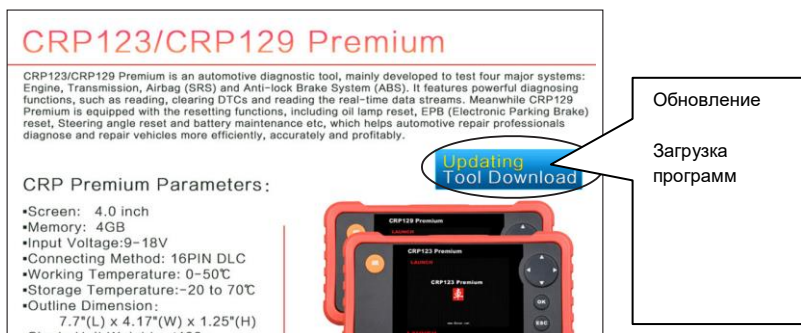 CRP123/CRP129 Premium
CRP123/CRP129 Premium is an automotive diagnostic tool, mainly developed to test four major systems:
Engine, Transmission, Airbag (SRS) and Anti-lock Brake System (ABS). It features powerful diagnosing
functions, such as reading, clearing DTCs and reading the real-time data streams. Meanwhile CRP129
Premium is equipped with the resetting functions, including oil lamp reset, EPB (Electronic Parking Brake)
reset, Steering angle reset and battery maintenance etc, which helps automotive repair professionals
diagnose and repair vehicles more efficiently, accurately and profitably.
Updating
Tool Download
Обновление
Загрузка
программ
CRP Premium Parameters:
▪Screen: 4.0 inch
▪Memory: 4GB
▪Input Voltage:9-18V
▪Connecting Method: 16PIN DLC
▪Working Temperature: 0-50℃
▪Storage Temperature:-20 to 70℃
▪Outline Dimension:
7.7"(L) x 4.17"(W) x 1.25"(H)
CRP129 Premium
LAUNCH
CRP123 Premium
LAUNCH
CRP123 Premium
OK
ESC